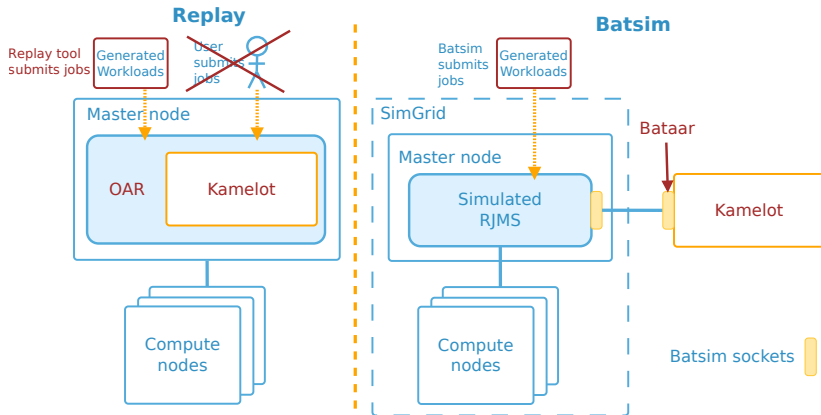 Replay
Replay tool
submits jobs
Generated
Workloads
User
submits
jobs
Master node
OAR
Kamelot
Compute
nodes
Batsim
Batsim
submits
jobs
Generated
Workloads
SimGrid
Bataar
Master node
Simulated
RJMS
Kamelot
Compute
nodes
Batsim sockets